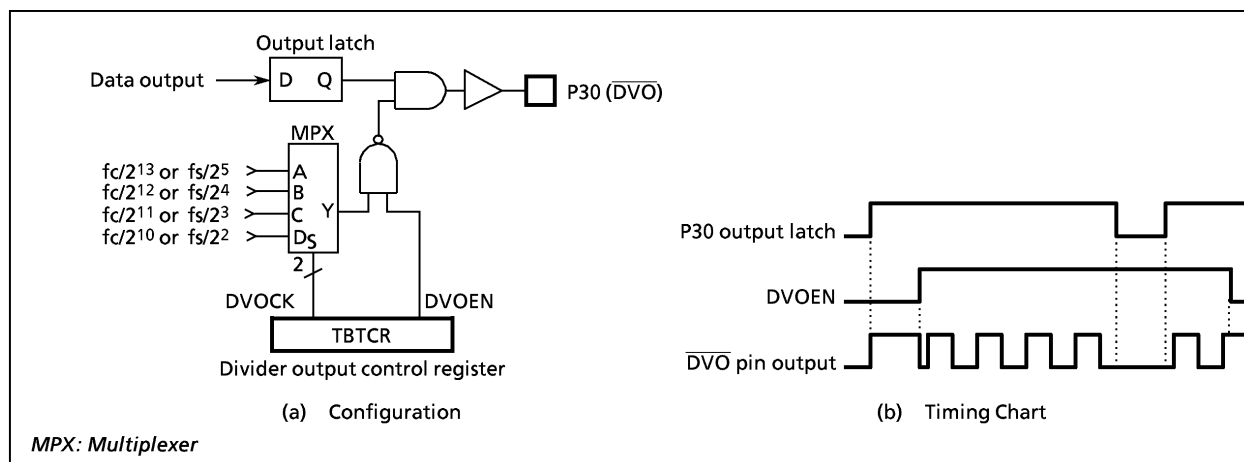 Output latch
Data output
D Q
P30 (DVO)
MPX
fc/2¹³ or fs/2⁵
A
fc/2¹² or fs/2⁴
B
fc/2¹¹ or fs/2³
C
Y
fc/2¹⁰ or fs/2²
D
S
2
DVOCK
DVOEN
TBTCR
Divider output control register
(a) Configuration
P30 output latch
DVOEN
DVO pin output
(b) Timing Chart
MPX: Multiplexer